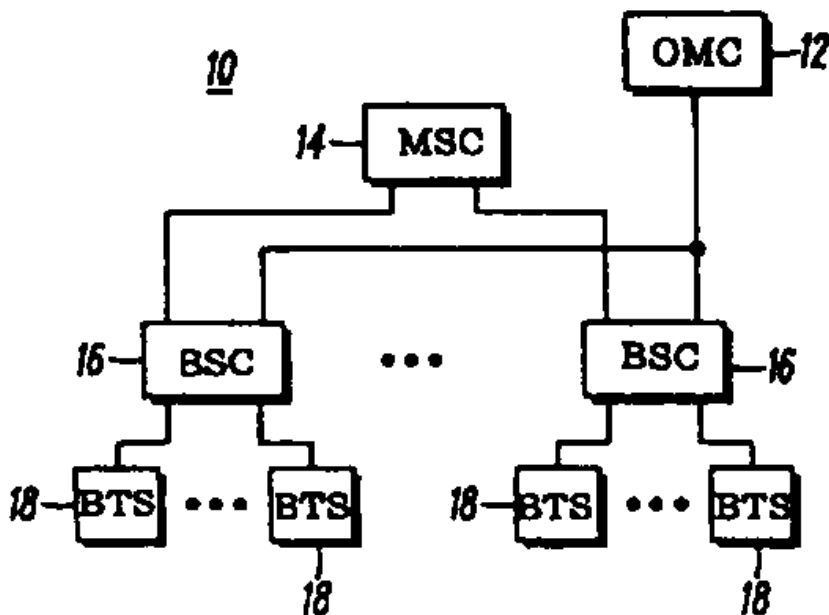 10
OMC 12
14 MSC
16 BSC ••• BSC 16
18 BTS ••• BTS 18 BTS ••• BTS
18 18